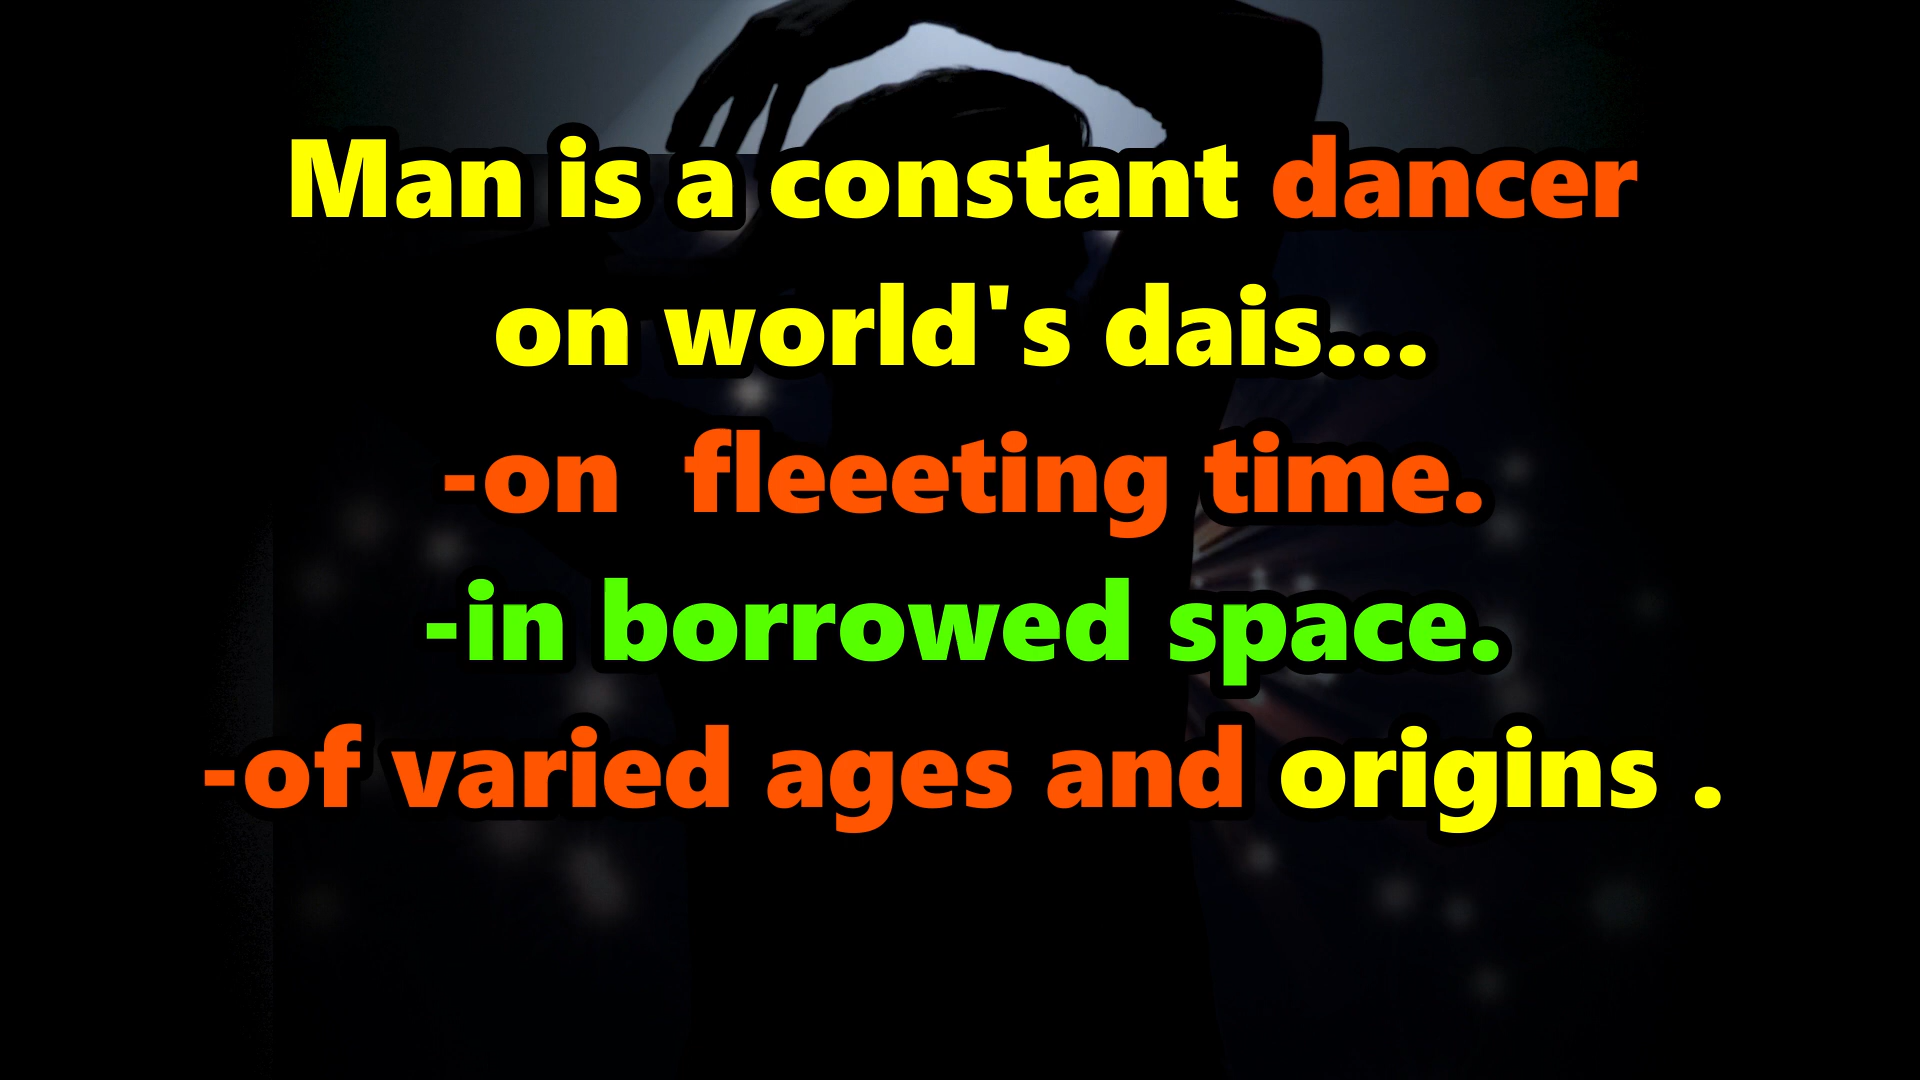 Man is a constant dancer
on world's dais...
-on  fleeeting time.
-in borrowed space.
-of varied ages and origins .